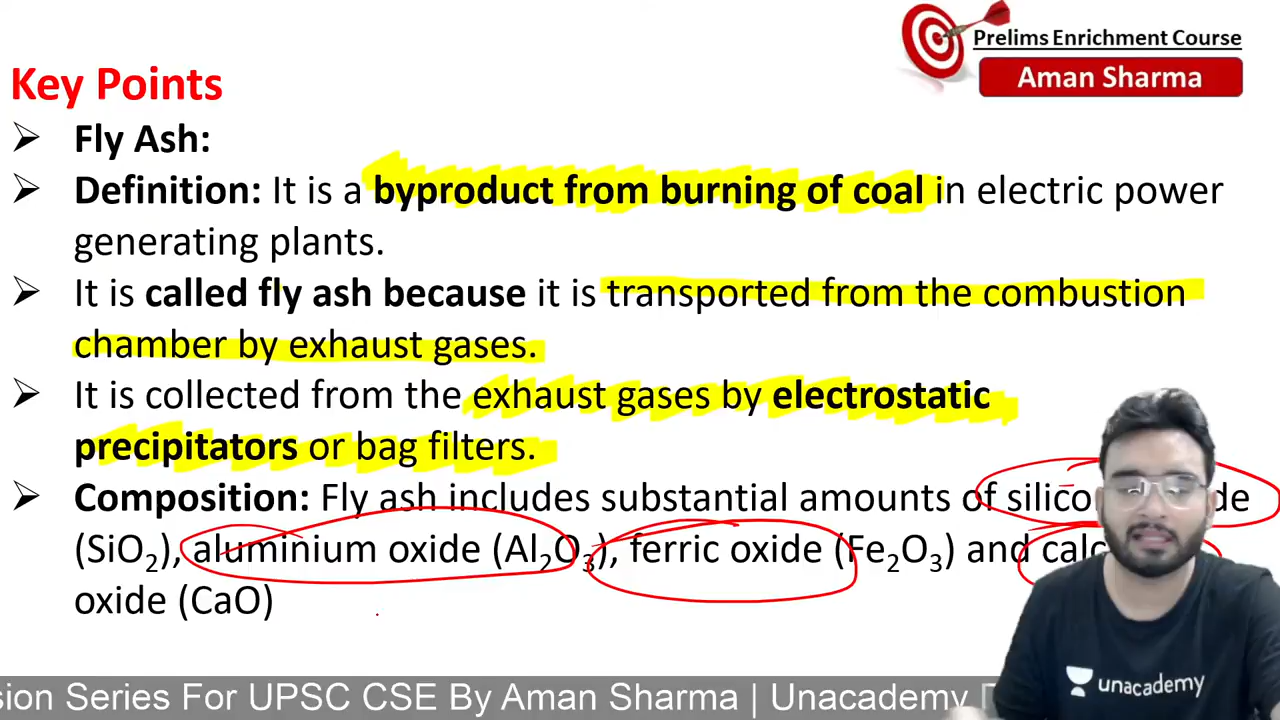 Prelims Enrichment Course
Aman Sharma
Key Points
➢ Fly Ash:
➢ Definition: It is a byproduct from burning of coal in electric power
generating plants.
➢ It is called fly ash because it is transported from the combustion
chamber by exhaust gases.
➢ It is collected from the exhaust gases by electrostatic
precipitators or bag filters.
➢ Composition: Fly ash includes substantial amounts of
(SiO₂), aluminium oxide (Al₂O₃), ferric oxide (Fe₂O₃) and
oxide (CaO)
unacademy
Series For UPSC CSE By Aman Sharma | Unacademy